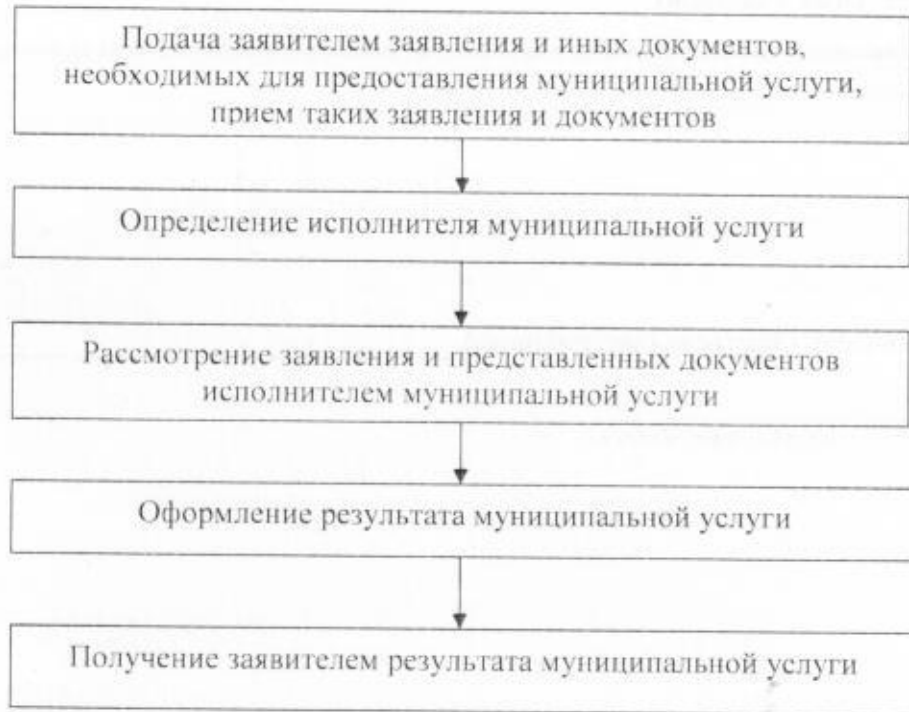 Подача заявителем заявления и иных документов,
необходимых для предоставления муниципальной услуги,
прием таких заявления и документов
Определение исполнителя муниципальной услуги
Рассмотрение заявления и представленных документов
исполнителем муниципальной услуги
Оформление результата муниципальной услуги
Получение заявителем результата муниципальной услуги